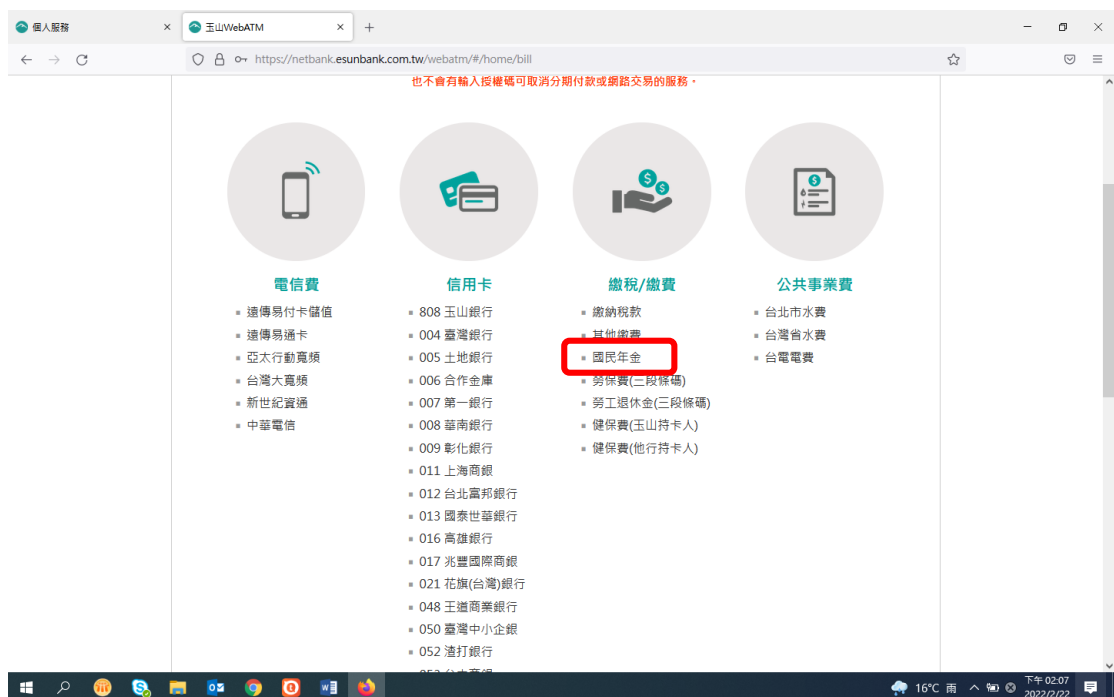 個人服務
玉山WebATM
https://netbank.esunbank.com.tw/webatm/#/home/bill
也不會有輸入授權碼可取消分期付款或網路交易的服務。
電信費
遠傳易付卡儲值
遠傳易通卡
亞太行動寬頻
台灣大寬頻
新世紀資通
中華電信
信用卡
808 玉山銀行
004 臺灣銀行
005 土地銀行
006 合作金庫
007 第一銀行
008 華南銀行
009 彰化銀行
011 上海商銀
012 台北富邦銀行
013 國泰世華銀行
016 高雄銀行
017 兆豐國際商銀
021 花旗(台灣)銀行
048 王道商業銀行
050 臺灣中小企銀
052 渣打銀行
繳稅/繳費
繳納稅款
其他繳費
國民年金
勞保費(三段條碼)
勞工退休金(三段條碼)
健保費(玉山持卡人)
健保費(他行持卡人)
公共事業費
台北市水費
台灣省水費
台電電費
16°C 雨
下午 02:07
2022/2/22